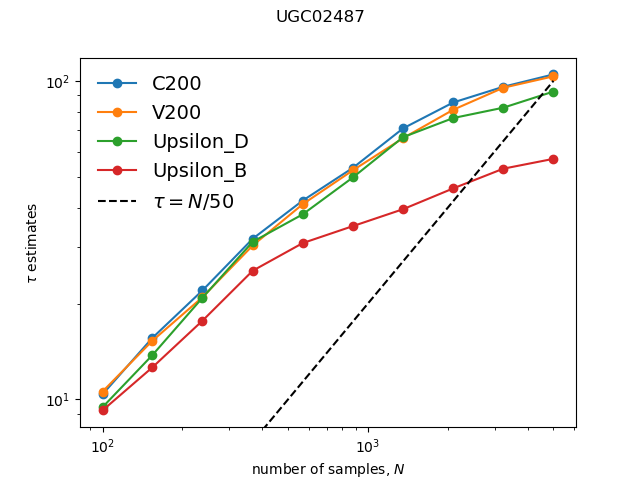 UGC02487
C200
V200
Upsilon_D
Upsilon_B
τ = N/50
10²
10¹
τ estimates
10²
10³
number of samples, N